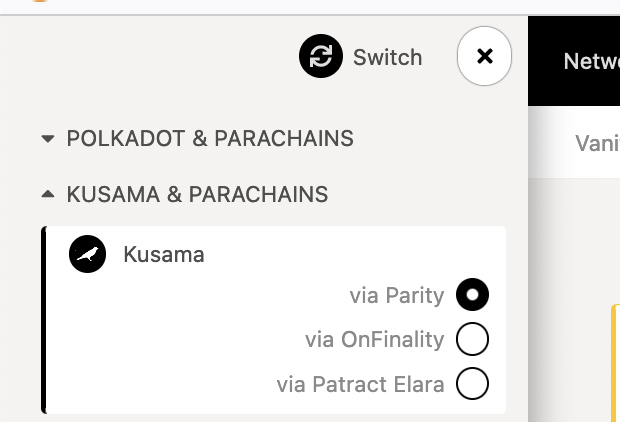 Switch
Netw
POLKADOT & PARACHAINS
Vani
KUSAMA & PARACHAINS
Kusama
via Parity
via OnFinality
via Patract Elara